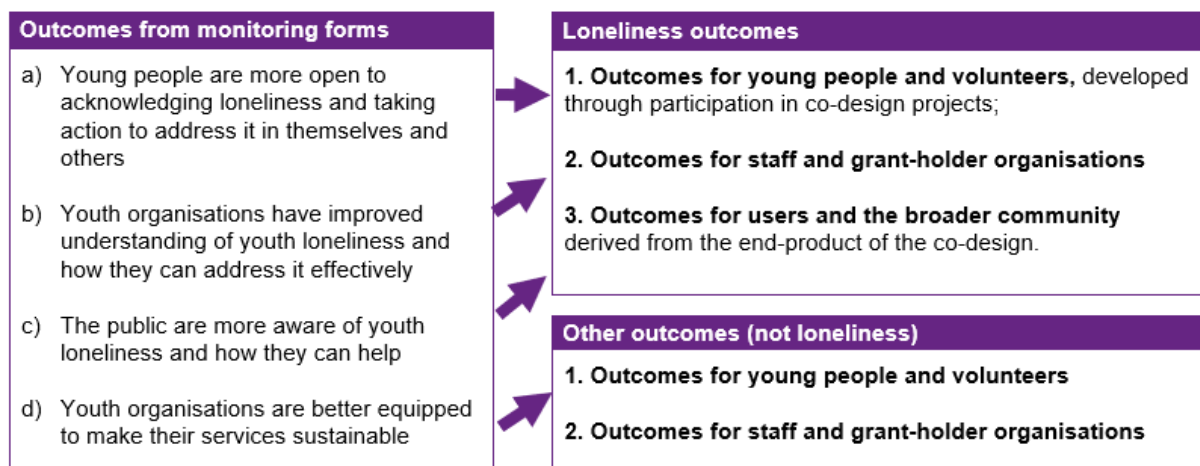 Outcomes from monitoring forms
a) Young people are more open to
acknowledging loneliness and taking
action to address it in themselves and
others
b) Youth organisations have improved
understanding of youth loneliness and
how they can address it effectively
c) The public are more aware of youth
loneliness and how they can help
d) Youth organisations are better equipped
to make their services sustainable
Loneliness outcomes
1. Outcomes for young people and volunteers, developed
through participation in co-design projects;
2. Outcomes for staff and grant-holder organisations
3. Outcomes for users and the broader community
derived from the end-product of the co-design.
Other outcomes (not loneliness)
1. Outcomes for young people and volunteers
2. Outcomes for staff and grant-holder organisations